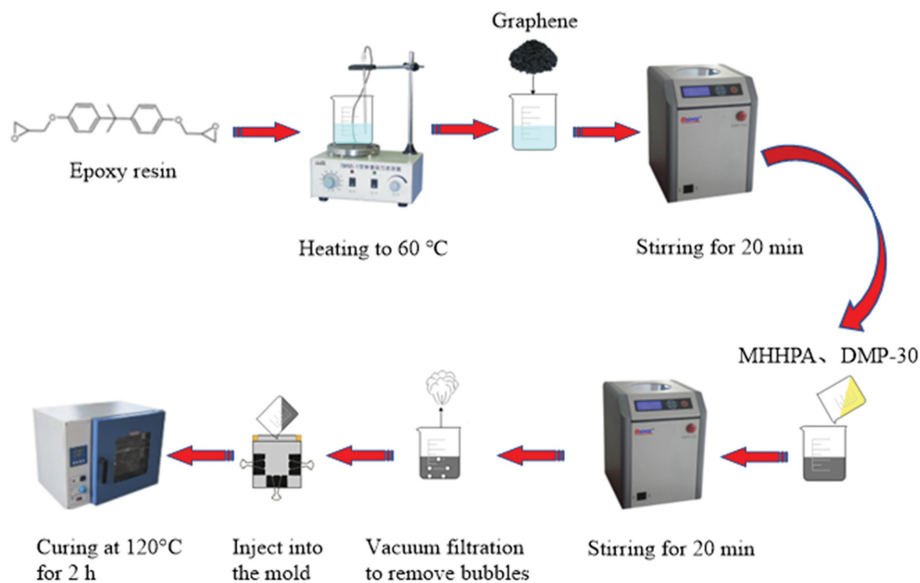 Graphene
Epoxy resin
Heating to 60 °C
Stirring for 20 min
MHHPA、DMP-30
Curing at 120°C
for 2 h
Inject into
the mold
Vacuum filtration
to remove bubbles
Stirring for 20 min